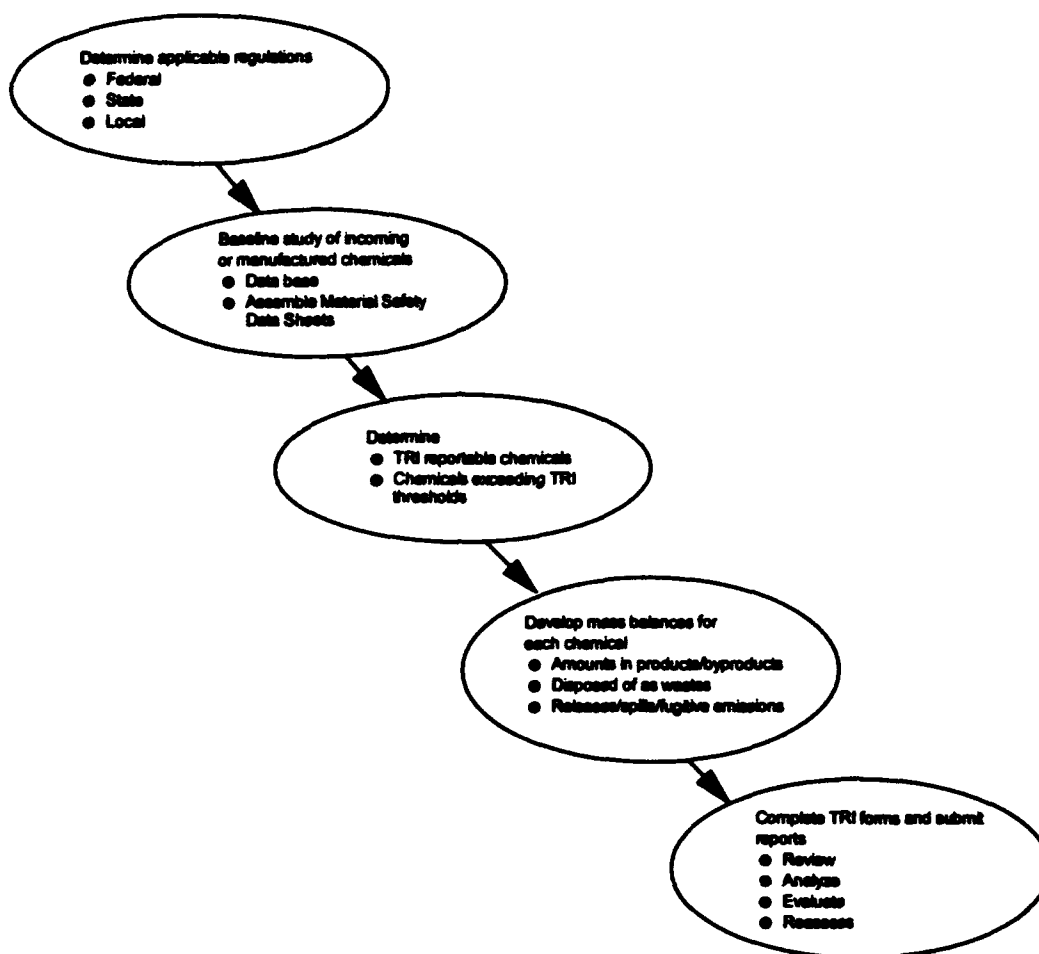 Determine applicable regulations
● Federal
● State
● Local
Baseline study of incoming
or manufactured chemicals
● Data base
● Assemble Material Safety
Data Sheets
Determine
● TRI reportable chemicals
● Chemicals exceeding TRI
thresholds
Develop mass balances for
each chemical
● Amounts in products/byproducts
● Disposed of as wastes
● Releases/spills/fugitive emissions
Complete TRI forms and submit
reports
● Review
● Analyze
● Evaluate
● Reassess